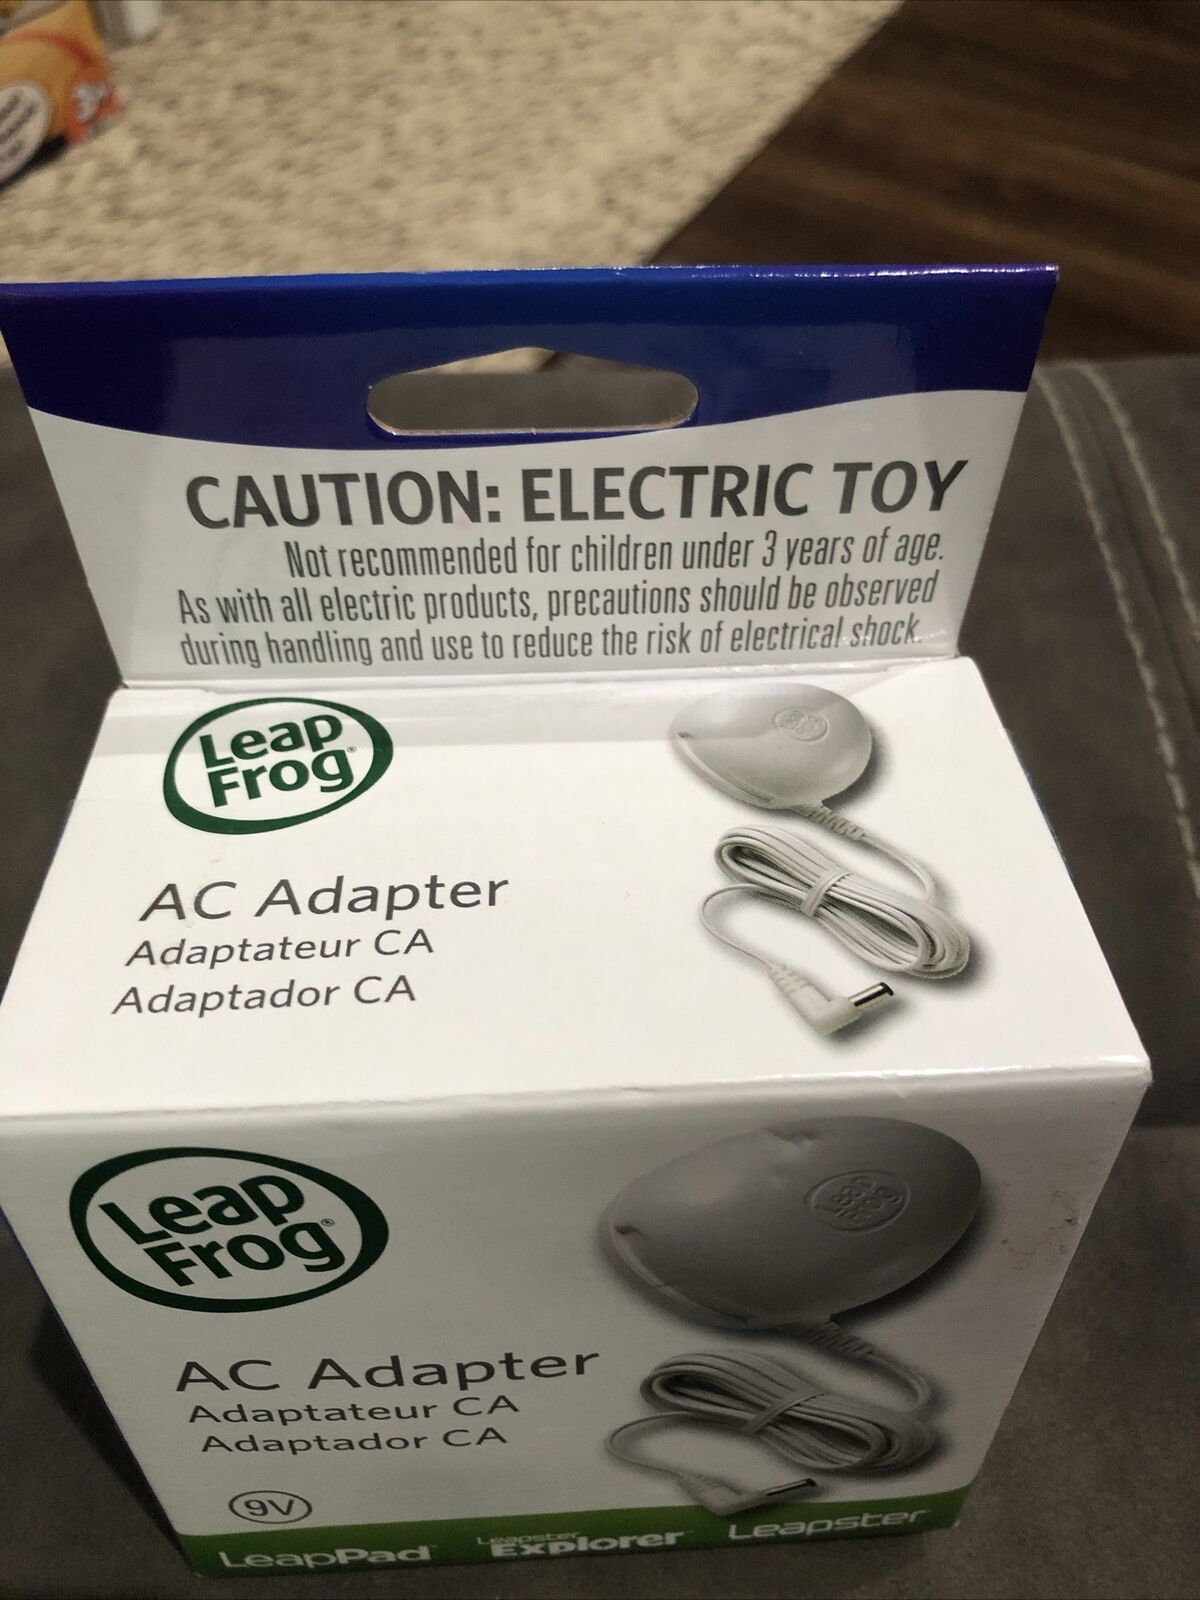 CAUTION: ELECTRIC TOY
Not recommended for children under 3 years of age.
As with all electric products, precautions should be observed
during handling and use to reduce the risk of electrical shock.
Leap
Frog®
AC Adapter
Adaptateur CA
Adaptador CA
Leap
Frog®
Leap
Frog
AC Adapter
Adaptateur CA
Adaptador CA
9V
LeapPad Leapster Explorer Leapster